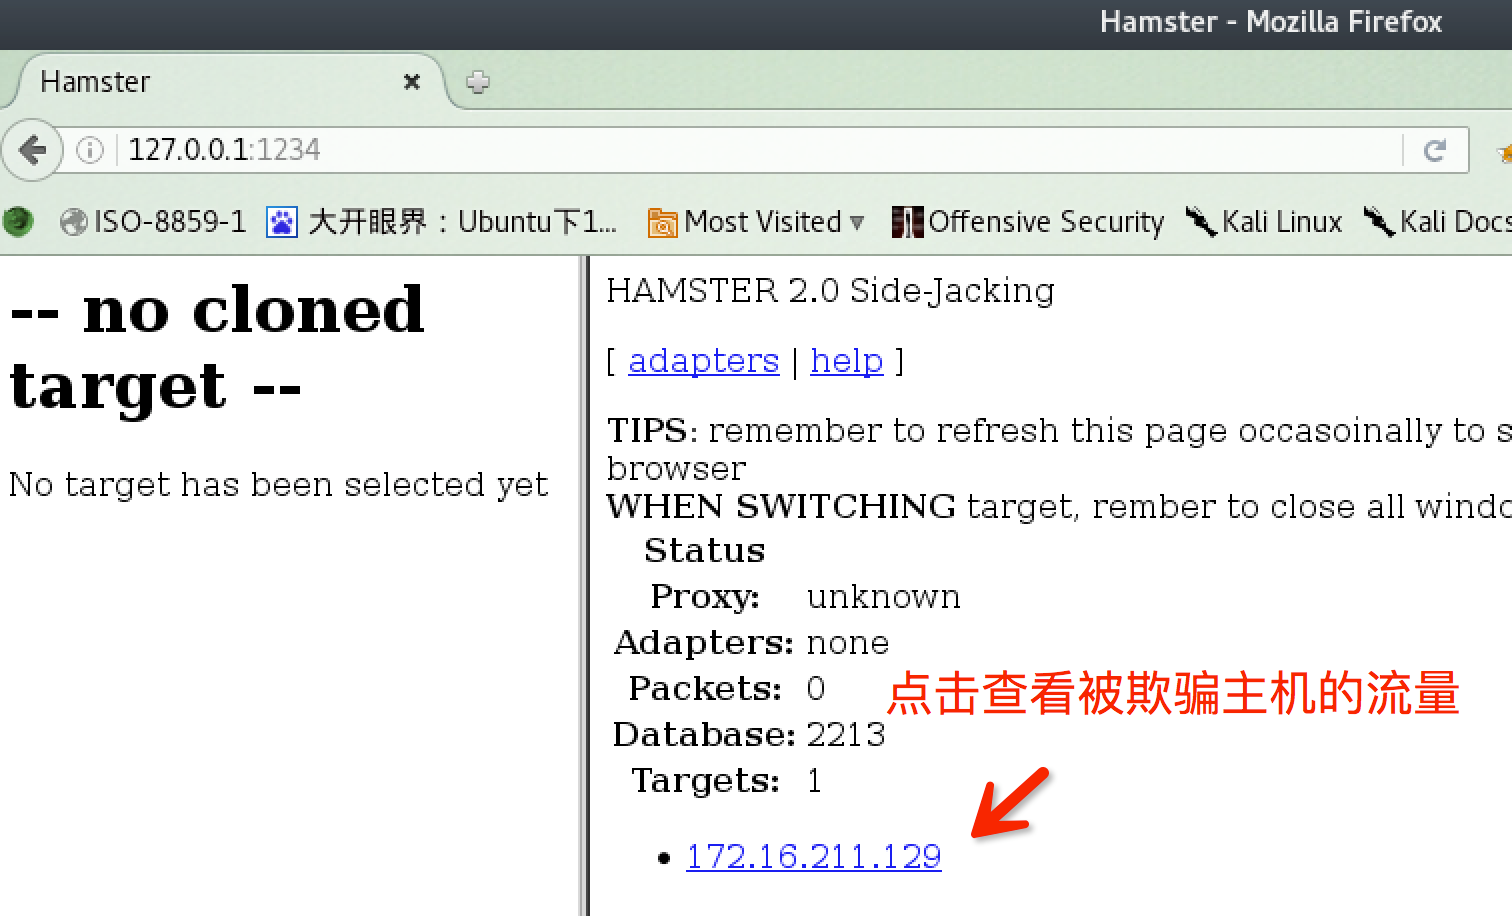 Hamster - Mozilla Firefox
Hamster
127.0.0.1:1234
ISO-8859-1 大开眼界：Ubuntu下1... Most Visited Offensive Security Kali Linux Kali Docs
-- no cloned
target --
No target has been selected yet
HAMSTER 2.0 Side-Jacking
[ adapters | help ]
TIPS: remember to refresh this page occasoinally to
browser
WHEN SWITCHING target, rember to close all
Status
Proxy: unknown
Adapters: none
Packets: 0
点击查看被欺骗主机的流量
Database: 2213
Targets: 1
• 172.16.211.129